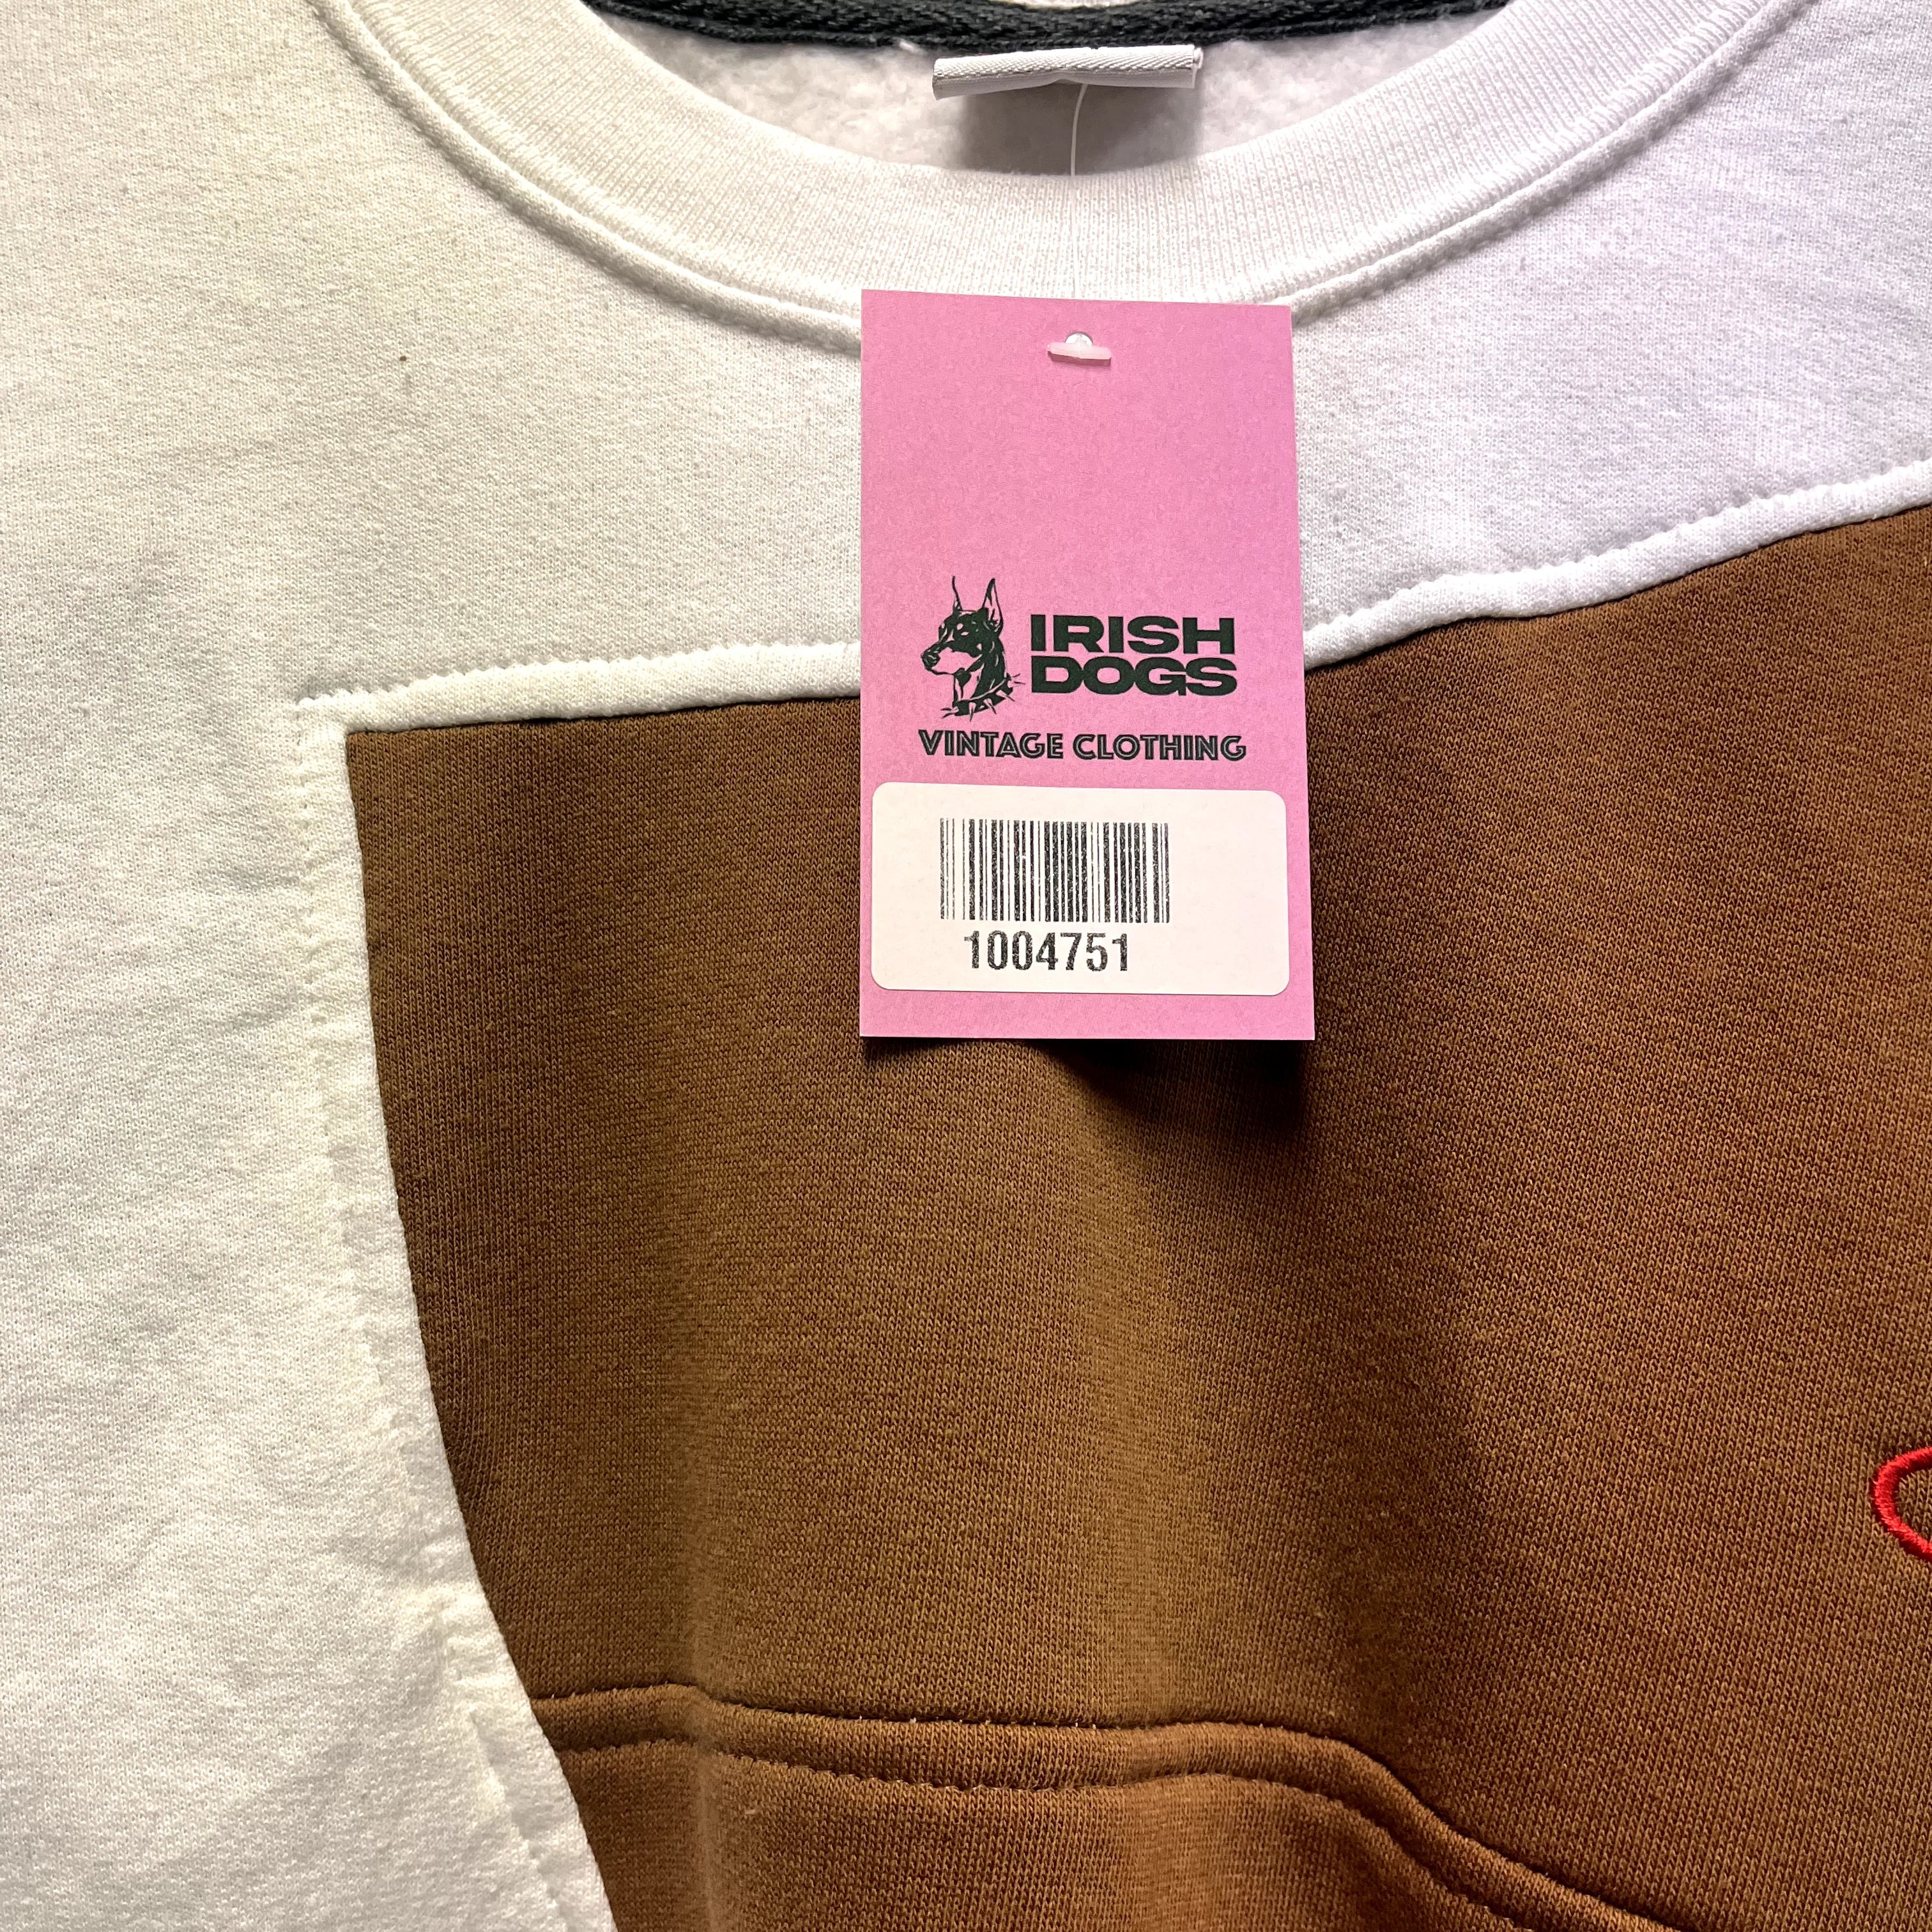 IRISH
DOGS
VINTAGE CLOTHING
1004751